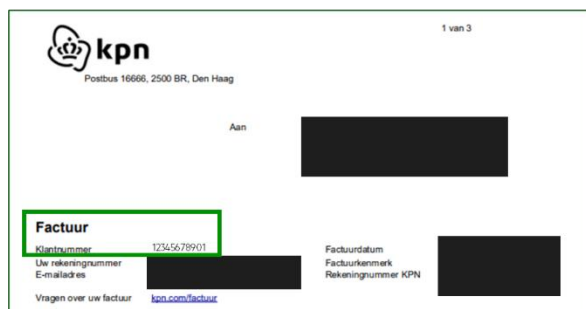 1 van 3
kpn
Postbus 16666, 2500 BR, Den Haag
Aan
Factuur
Klantnummer 12345678901
Uw rekeningnummer
E-mailadres
Factuurdatum
Factuurkenmerk
Rekeningnummer KPN
Vragen over uw factuur kpn.com/factuur